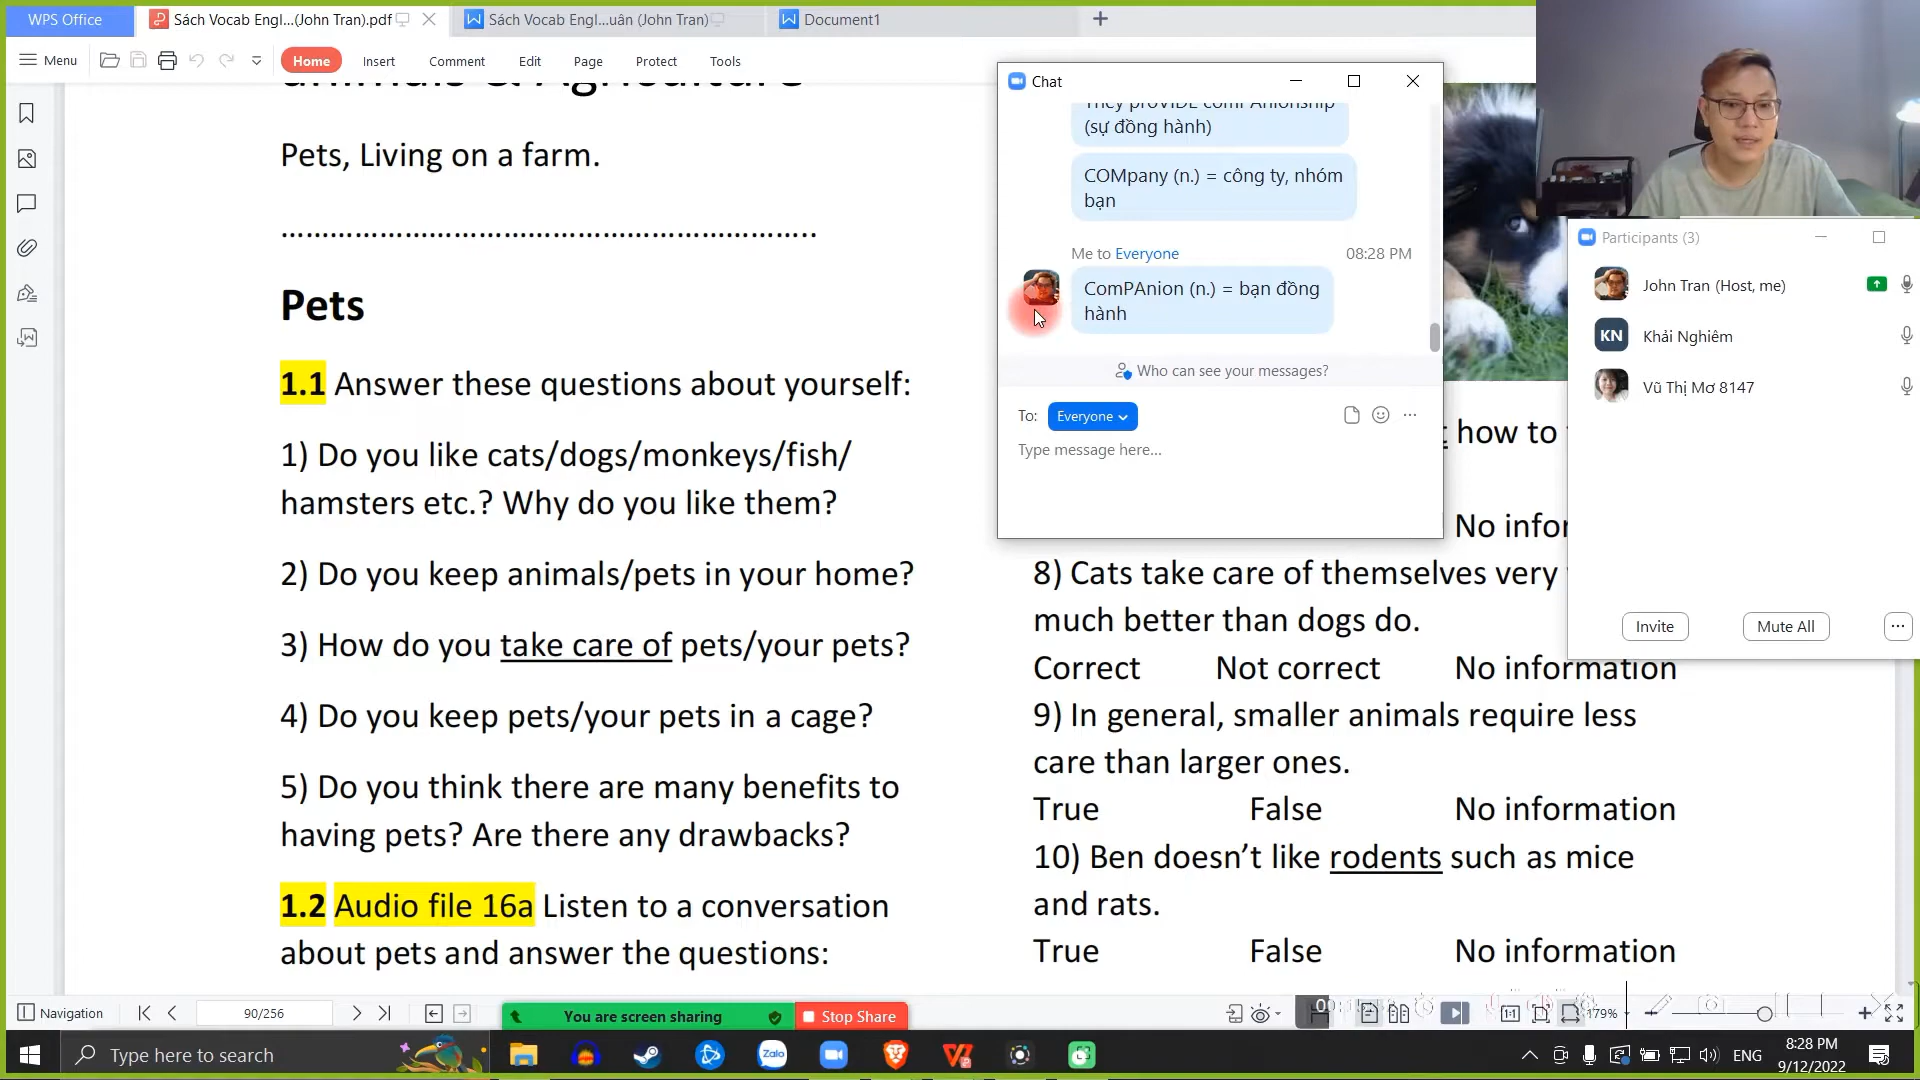 WPS Office
Sách Vocab Engl...(John Tran).pdf
Sách Vocab Engl...uân (John Tran)
Document1
Menu
Home
Insert
Comment
Edit
Page
Protect
Tools
Pets, Living on a farm.
Pets
1.1 Answer these questions about yourself:
1) Do you like cats/dogs/monkeys/fish/
hamsters etc.? Why do you like them?
2) Do you keep animals/pets in your home?
3) How do you take care of pets/your pets?
4) Do you keep pets/your pets in a cage?
5) Do you think there are many benefits to
having pets? Are there any drawbacks?
1.2 Audio file 16a Listen to a conversation
about pets and answer the questions:
how to
No infor
8) Cats take care of themselves very
much better than dogs do.
Correct Not correct No information
9) In general, smaller animals require less
care than larger ones.
True False No information
10) Ben doesn't like rodents such as mice
and rats.
True False No information
Chat
They proVIDE comPAnionship
(sự đồng hành)
COMpany (n.) = công ty, nhóm
bạn
Me to Everyone 08:28 PM
ComPAnion (n.) = bạn đồng
hành
Who can see your messages?
To: Everyone
Type message here...
Participants (3)
John Tran (Host, me)
KN Khải Nghiêm
Vũ Thị Mơ 8147
Invite
Mute All
Navigation
90/256
You are screen sharing
Stop Share
179%
Type here to search
Zalo
ENG
8:28 PM
9/12/2022